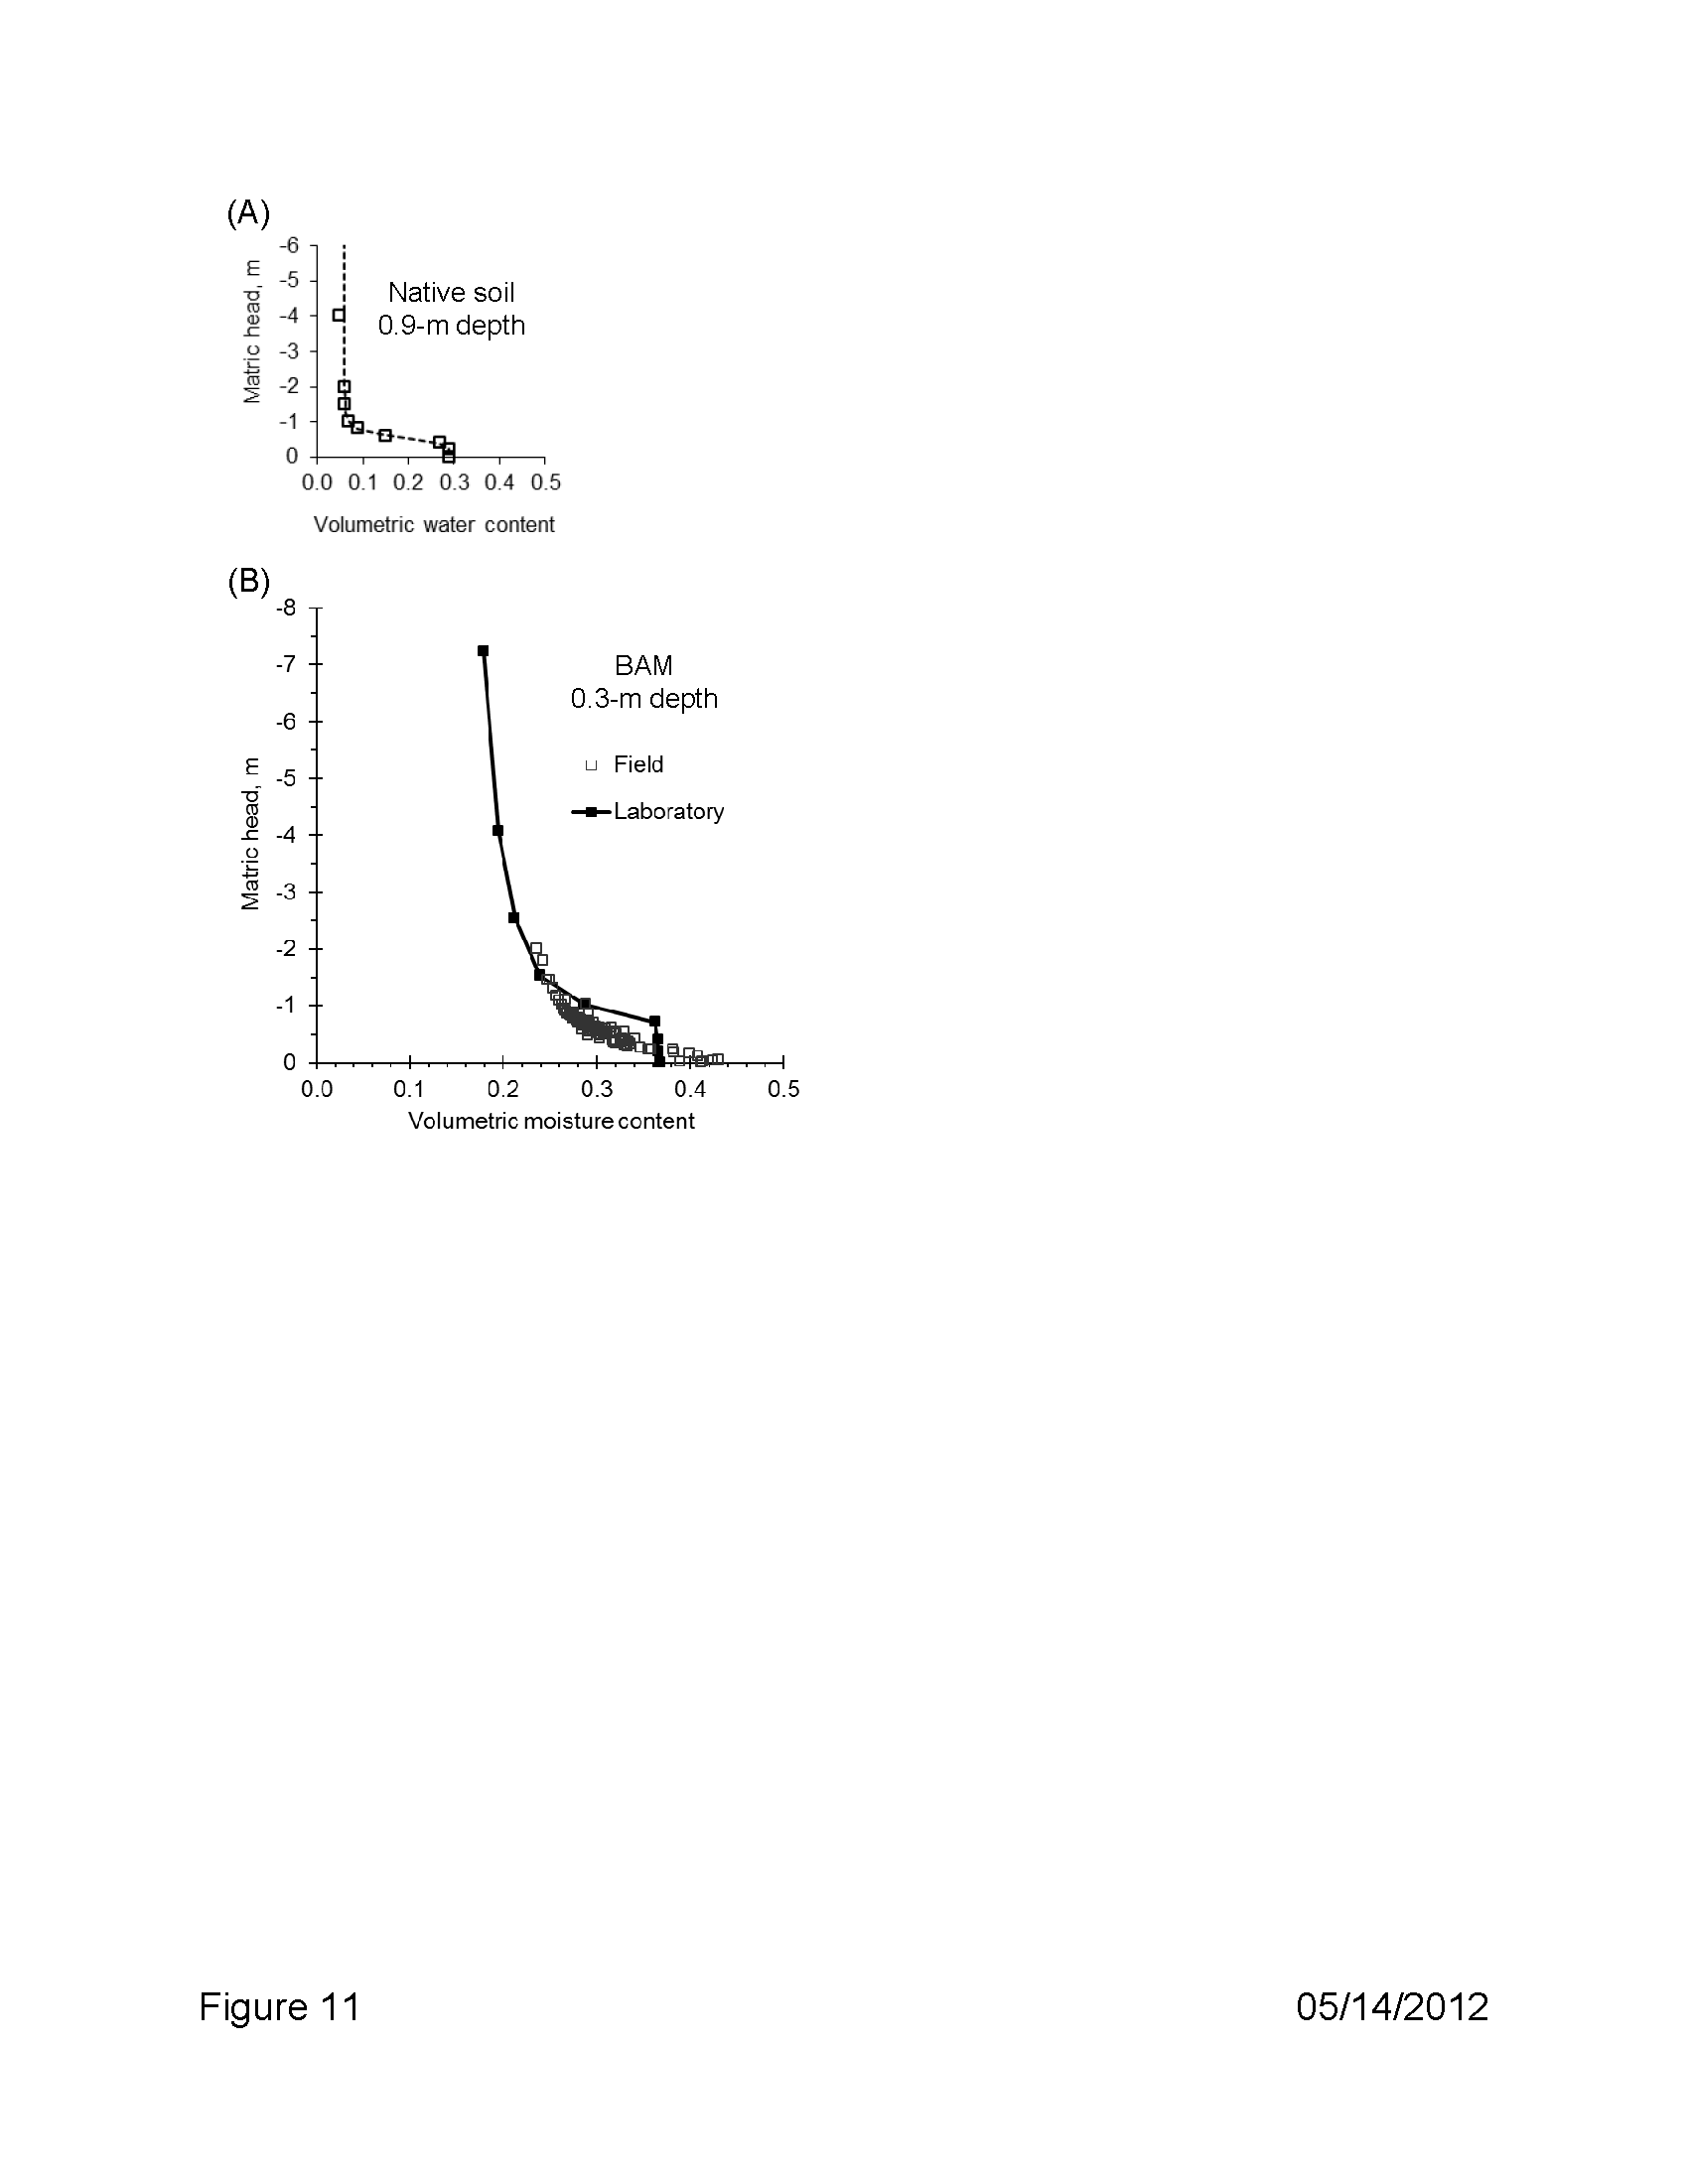 (A)
-6
-5
-4
-3
-2
-1
0
Matric head, m
Native soil
0.9-m depth
0.0 0.1 0.2 0.3 0.4 0.5
Volumetric water content
(B)
-8
-7
-6
-5
-4
-3
-2
-1
0
Matric head, m
BAM
0.3-m depth
Field
Laboratory
0.0 0.1 0.2 0.3 0.4 0.5
Volumetric moisture content
Figure 11 05/14/2012